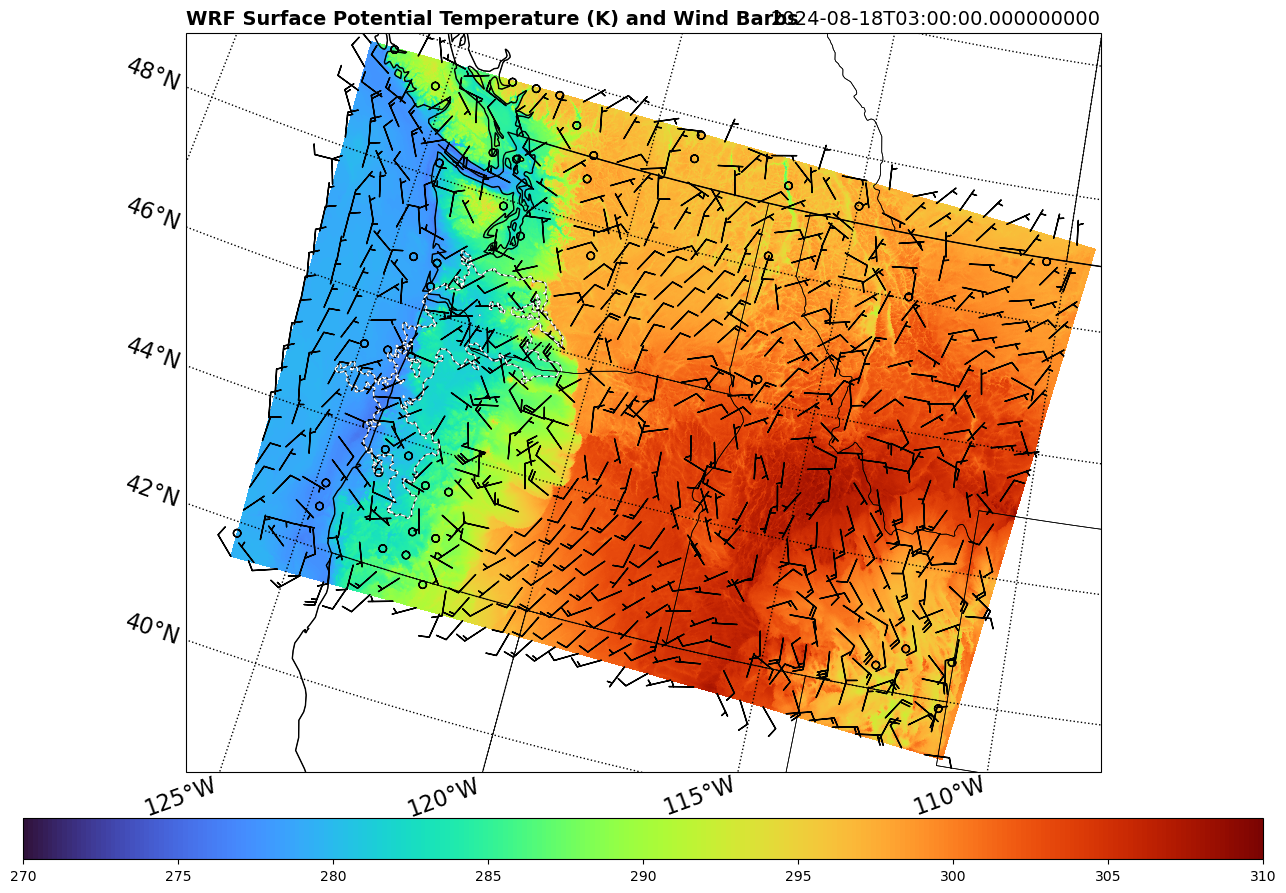 WRF Surface Potential Temperature (K) and Wind Barbs
2024-08-18T03:00:00.000000000
48°N
46°N
44°N
42°N
40°N
125°W
120°W
115°W
110°W
270
275
280
285
290
295
300
305
310